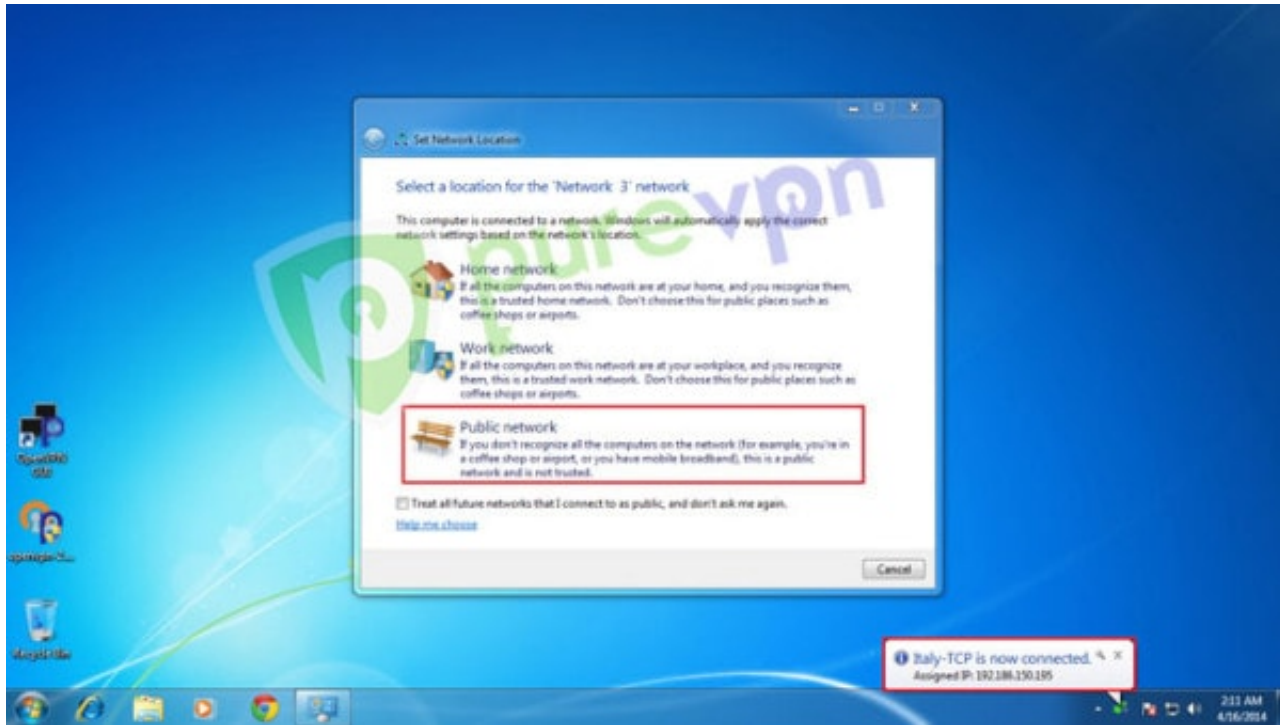 Set Network Location
Select a location for the 'Network 3' network
This computer is connected to a network. Windows will automatically apply the correct
network settings based on the network's location.
Home network
If all the computers on this network are at your home, and you recognize them,
this is a trusted home network. Don't choose this for public places such as
coffee shops or airports.
Work network
If all the computers on this network are at your workplace, and you recognize
them, this is a trusted work network. Don't choose this for public places such as
coffee shops or airports.
Public network
If you don't recognize all the computers on the network (for example, you're in
a coffee shop or airport, or you have mobile broadband), this is a public
network and is not trusted.
Treat all future networks that I connect to as public, and don't ask me again.
Help me choose
Cancel
purevpn
OpenVPN
GUI
Recycle Bin
Italy-TCP is now connected.
Assigned IP: 192.186.150.195
2:11 AM
4/16/2014